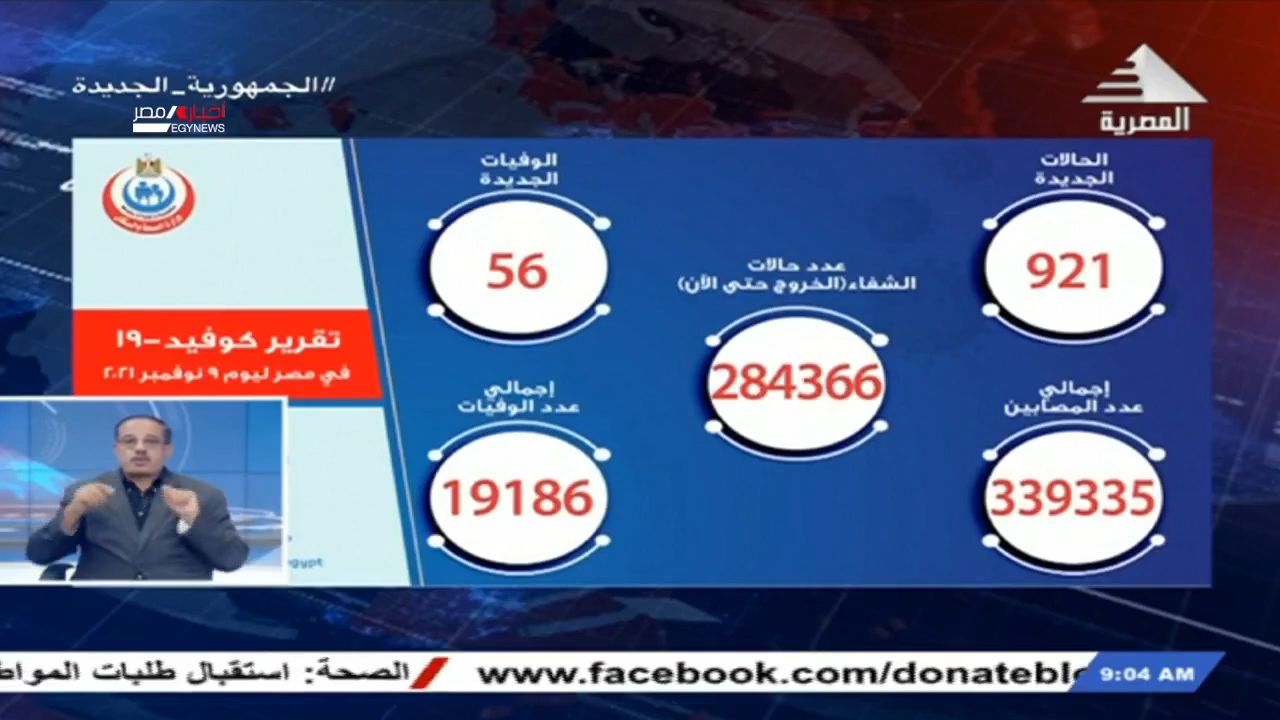 #الجمهورية_الجديدة
أخبار مصر
EGYNEWS
المصرية
الحالات
الجديدة
921
الوفيات
الجديدة
56
عدد حالات
الشفاء(الخروج حتى الآن)
284366
إجمالي
عدد المصابين
339335
إجمالي
عدد الوفيات
19186
تقرير كوفيد-١٩
في مصر ليوم ٩ نوفمبر ٢٠٢١
egypt
www.facebook.com/donateblo
الصحة: استقبال طلبات المواط
9:04 AM